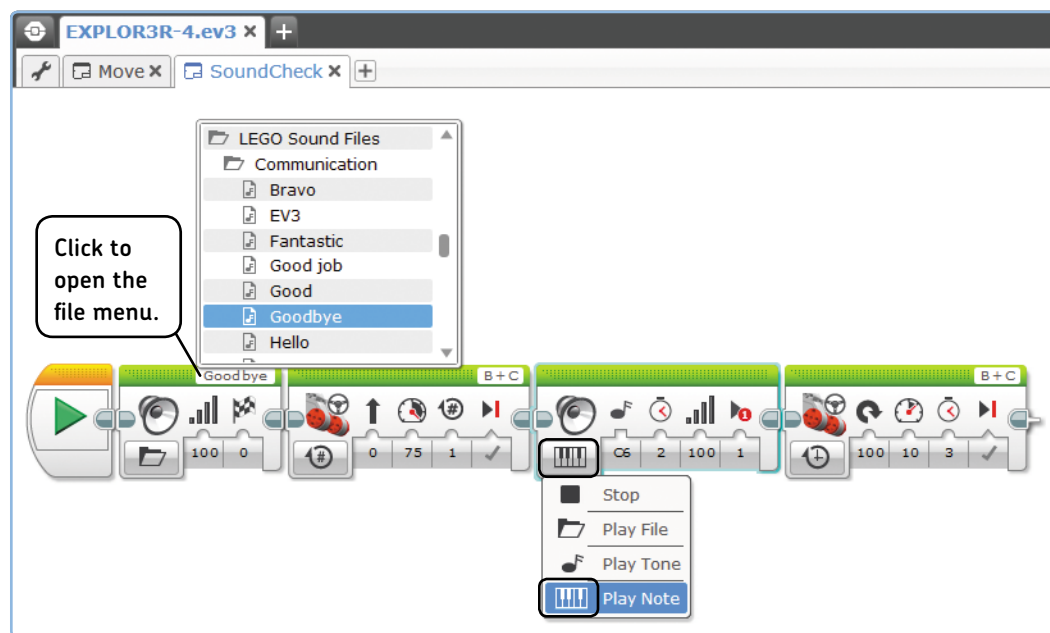 EXPLOR3R-4.ev3
Move
SoundCheck
LEGO Sound Files
Communication
Bravo
EV3
Fantastic
Good job
Good
Goodbye
Hello
Click to
open the
file menu.
Goodbye
B+C
B+C
#
1
100 0
#
0 75 1
C6 2 100 1
100 10 3
Stop
Play File
Play Tone
Play Note